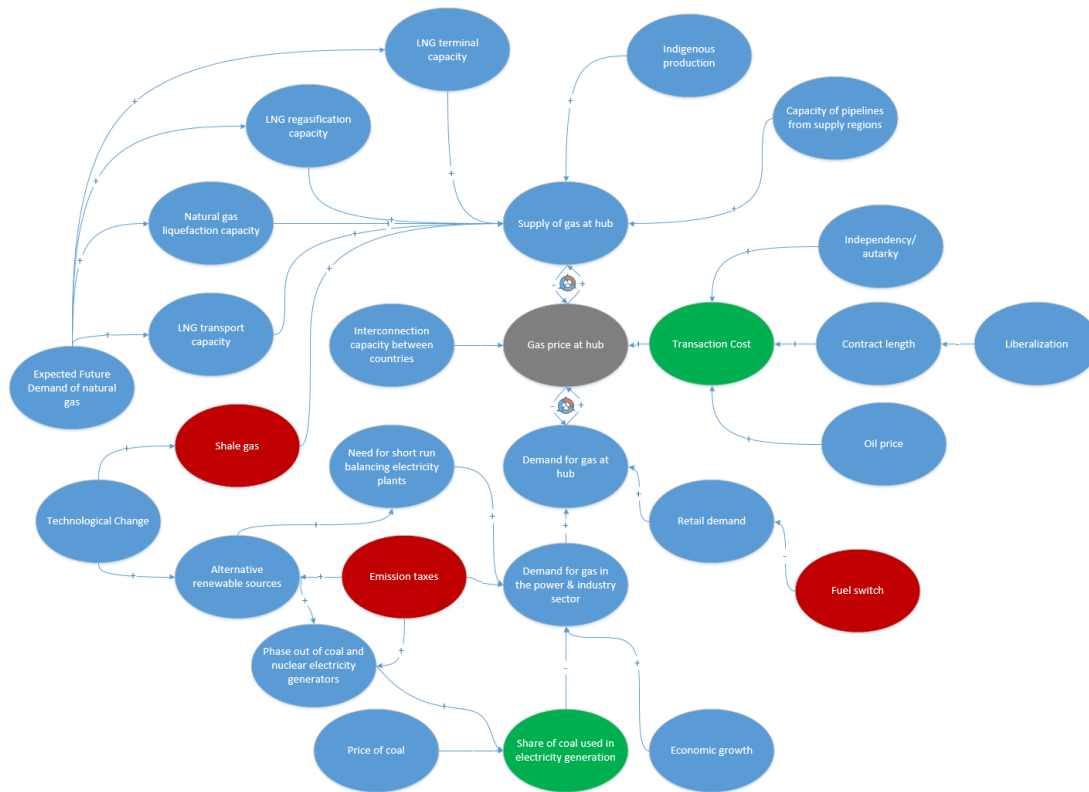 LNG terminal
capacity
Indigenous
production
LNG regasification
capacity
Capacity of pipelines
from supply regions
Natural gas
liquefaction capacity
Supply of gas at hub
Independency/
autarky
LNG transport
capacity
Interconnection
capacity between
countries
Gas price at hub
Transaction Cost
Contract length
Liberalization
Expected Future
Demand of natural
gas
Shale gas
Need for short run
balancing electricity
plants
Demand for gas at
hub
Oil price
Technological Change
Retail demand
Alternative
renewable sources
Emission taxes
Demand for gas in
the power & industry
sector
Fuel switch
Phase out of coal and
nuclear electricity
generators
Price of coal
Share of coal used in
electricity generation
Economic growth